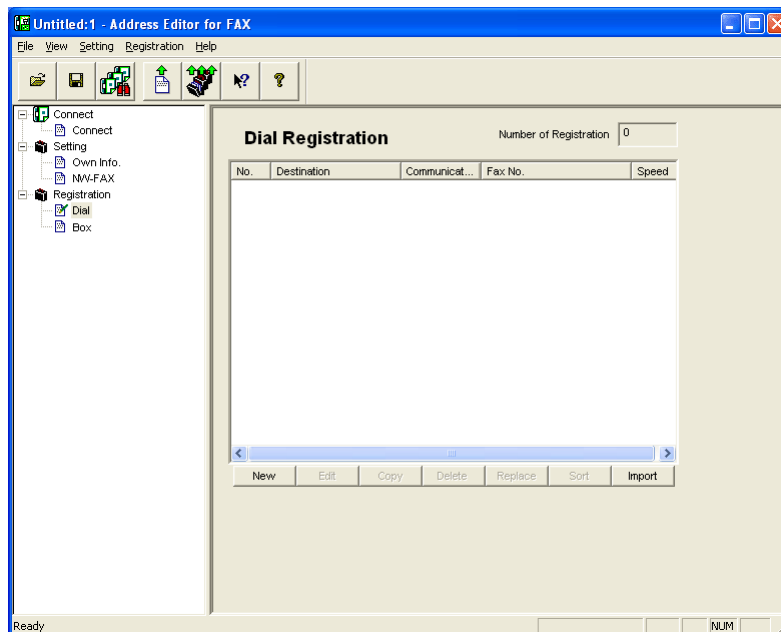 Untitled:1 - Address Editor for FAX
File View Setting Registration Help
Connect
Connect
Setting
Own Info.
NW-FAX
Registration
Dial
Box
Dial Registration
Number of Registration 0
No. Destination Communicat... Fax No. Speed
New Edit Copy Delete Replace Sort Import
Ready
NUM